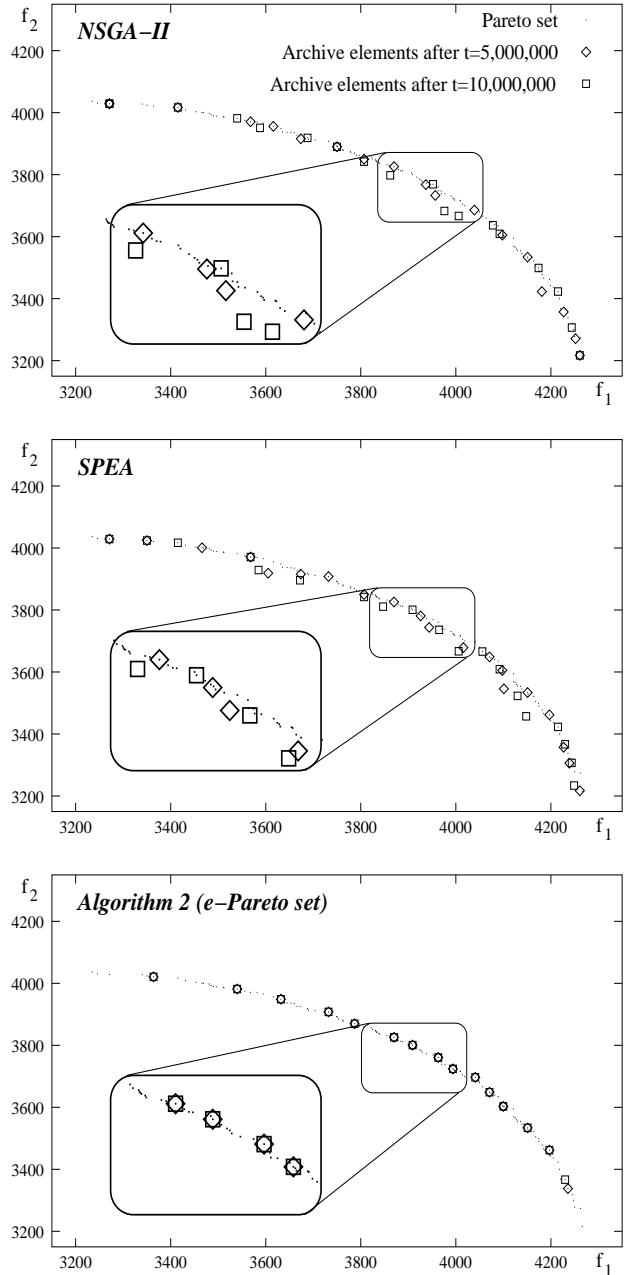 f2
NSGA−II
Pareto set
Archive elements after t=5,000,000
Archive elements after t=10,000,000
4200
4000
3800
3600
3400
3200
3200 3400 3600 3800 4000 4200
f1
f2
SPEA
4200
4000
3800
3600
3400
3200
3200 3400 3600 3800 4000 4200
f1
f2
Algorithm 2 (e−Pareto set)
4200
4000
3800
3600
3400
3200
3200 3400 3600 3800 4000 4200
f1